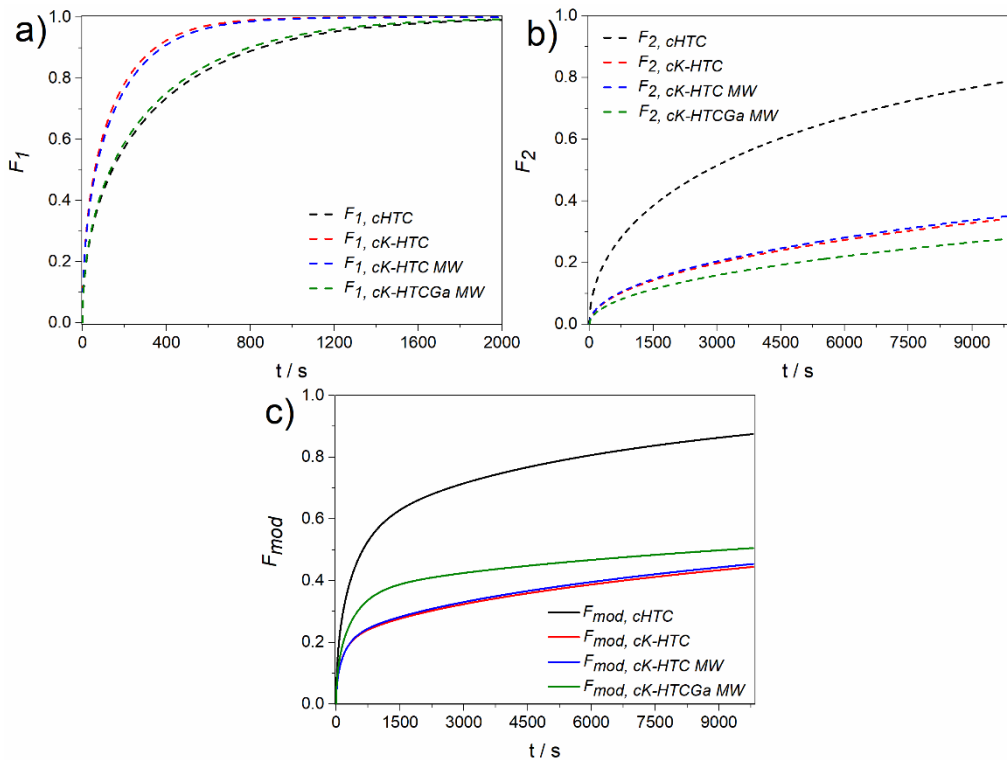 a)
F1
1.0
0.8
0.6
0.4
0.2
0.0
F1, cHTC
F1, cK-HTC
F1, cK-HTC MW
F1, cK-HTCGa MW
0 400 800 1200 1600 2000
t / s
b)
F2
1.0
0.8
0.6
0.4
0.2
0.0
F2, cHTC
F2, cK-HTC
F2, cK-HTC MW
F2, cK-HTCGa MW
0 1500 3000 4500 6000 7500 9000
t / s
c)
Fmod
1.0
0.8
0.6
0.4
0.2
0.0
Fmod, cHTC
Fmod, cK-HTC
Fmod, cK-HTC MW
Fmod, cK-HTCGa MW
0 1500 3000 4500 6000 7500 9000
t / s